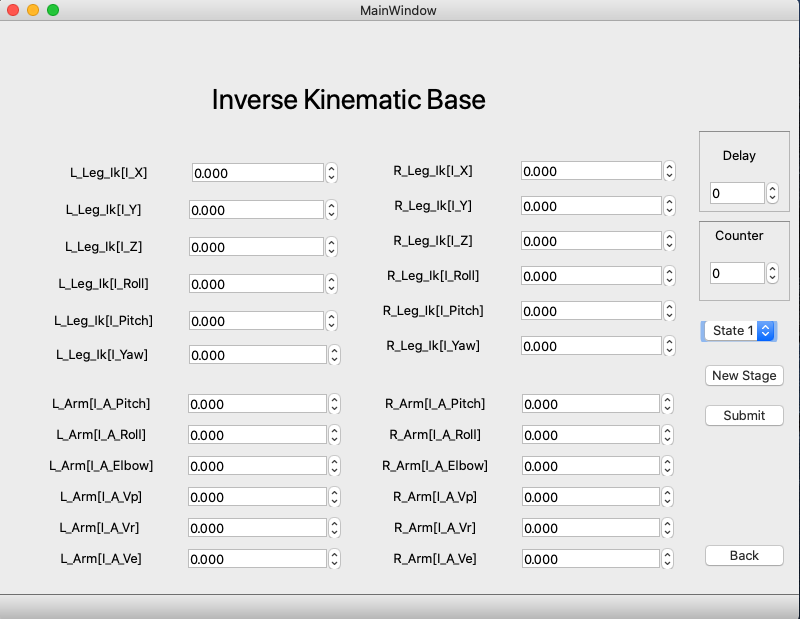 MainWindow
Inverse Kinematic Base
L_Leg_Ik[I_X] 0.000 R_Leg_Ik[I_X] 0.000
L_Leg_Ik[I_Y] 0.000 R_Leg_Ik[I_Y] 0.000
L_Leg_Ik[I_Z] 0.000 R_Leg_Ik[I_Z] 0.000
L_Leg_Ik[I_Roll] 0.000 R_Leg_Ik[I_Roll] 0.000
L_Leg_Ik[I_Pitch] 0.000 R_Leg_Ik[I_Pitch] 0.000
L_Leg_Ik[I_Yaw] 0.000 R_Leg_Ik[I_Yaw] 0.000
L_Arm[I_A_Pitch] 0.000 R_Arm[I_A_Pitch] 0.000
L_Arm[I_A_Roll] 0.000 R_Arm[I_A_Roll] 0.000
L_Arm[I_A_Elbow] 0.000 R_Arm[I_A_Elbow] 0.000
L_Arm[I_A_Vp] 0.000 R_Arm[I_A_Vp] 0.000
L_Arm[I_A_Vr] 0.000 R_Arm[I_A_Vr] 0.000
L_Arm[I_A_Ve] 0.000 R_Arm[I_A_Ve] 0.000
Delay
0
Counter
0
State 1
New Stage
Submit
Back